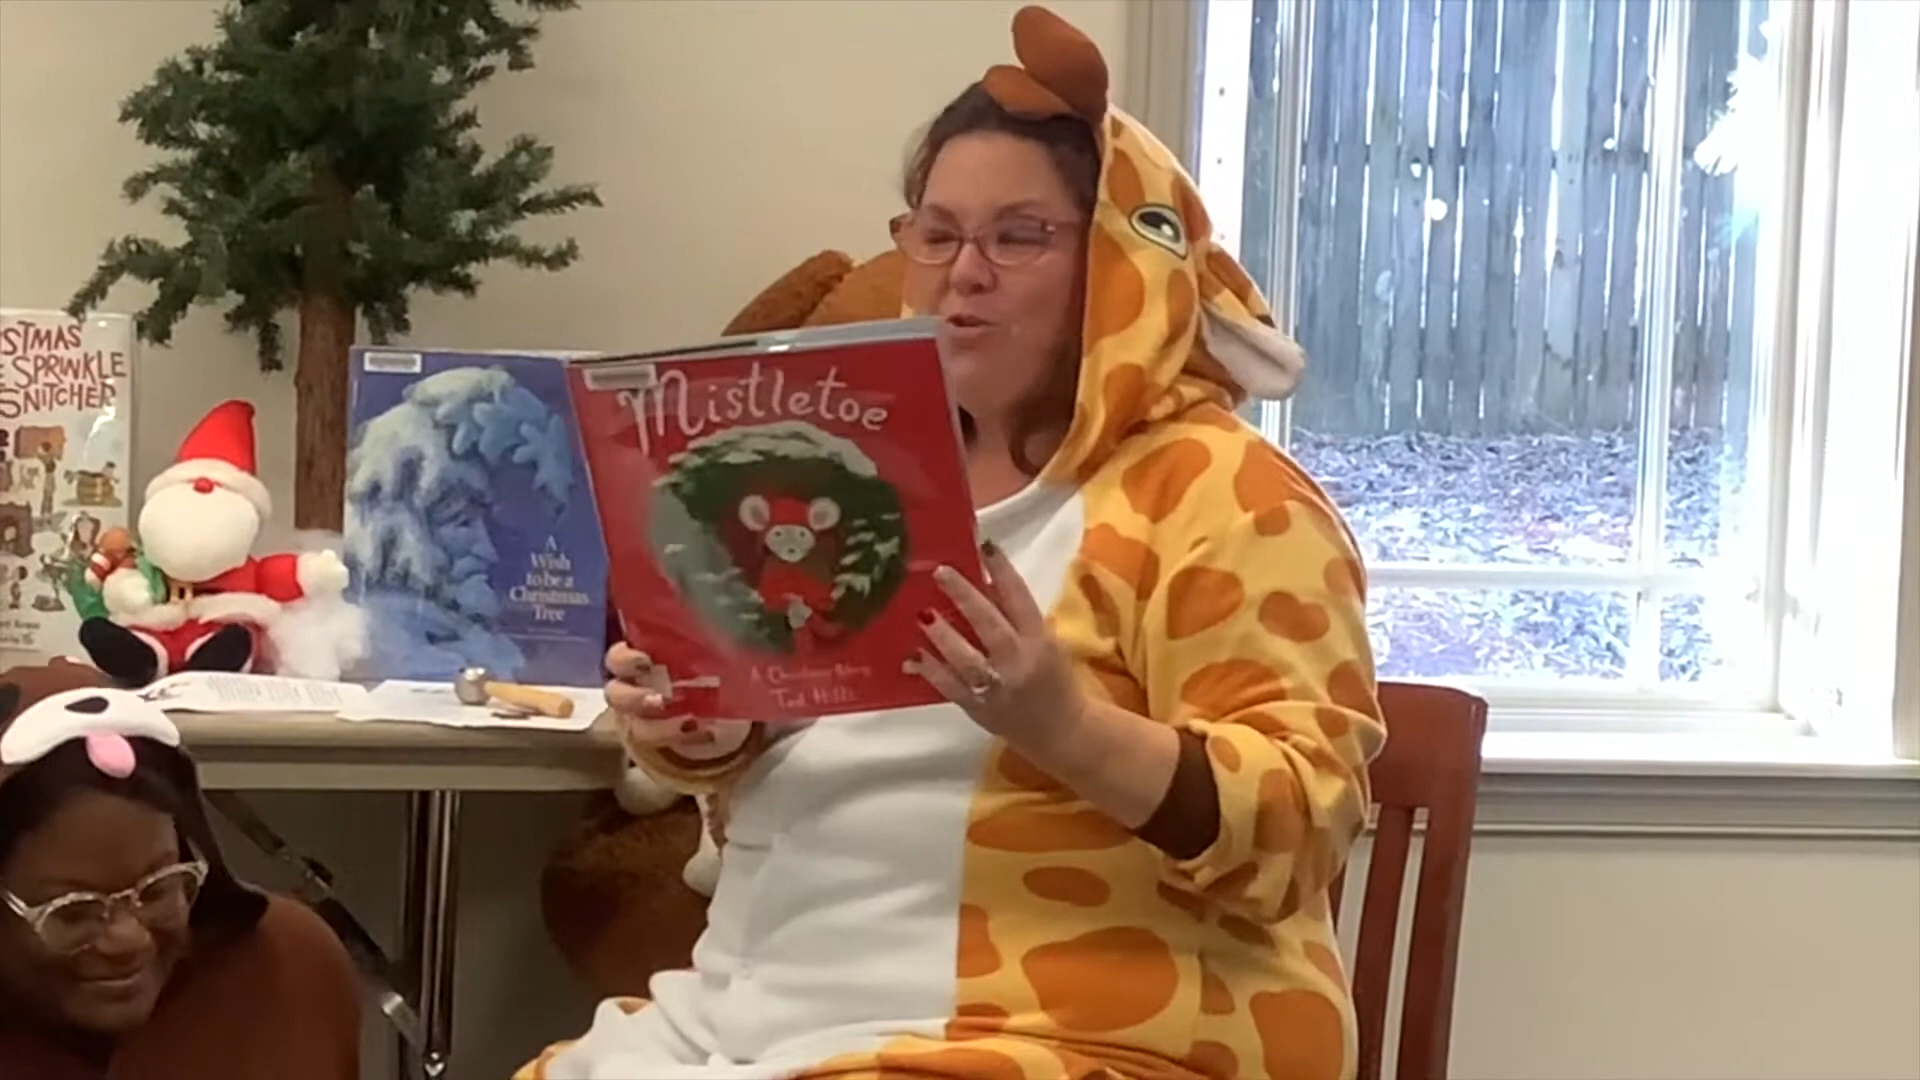 STMAS
E SPRINKLE
SNITCHER
A
Wish
to be a
Christmas
Tree
Mistletoe
A Christmas Story
Tad Hills